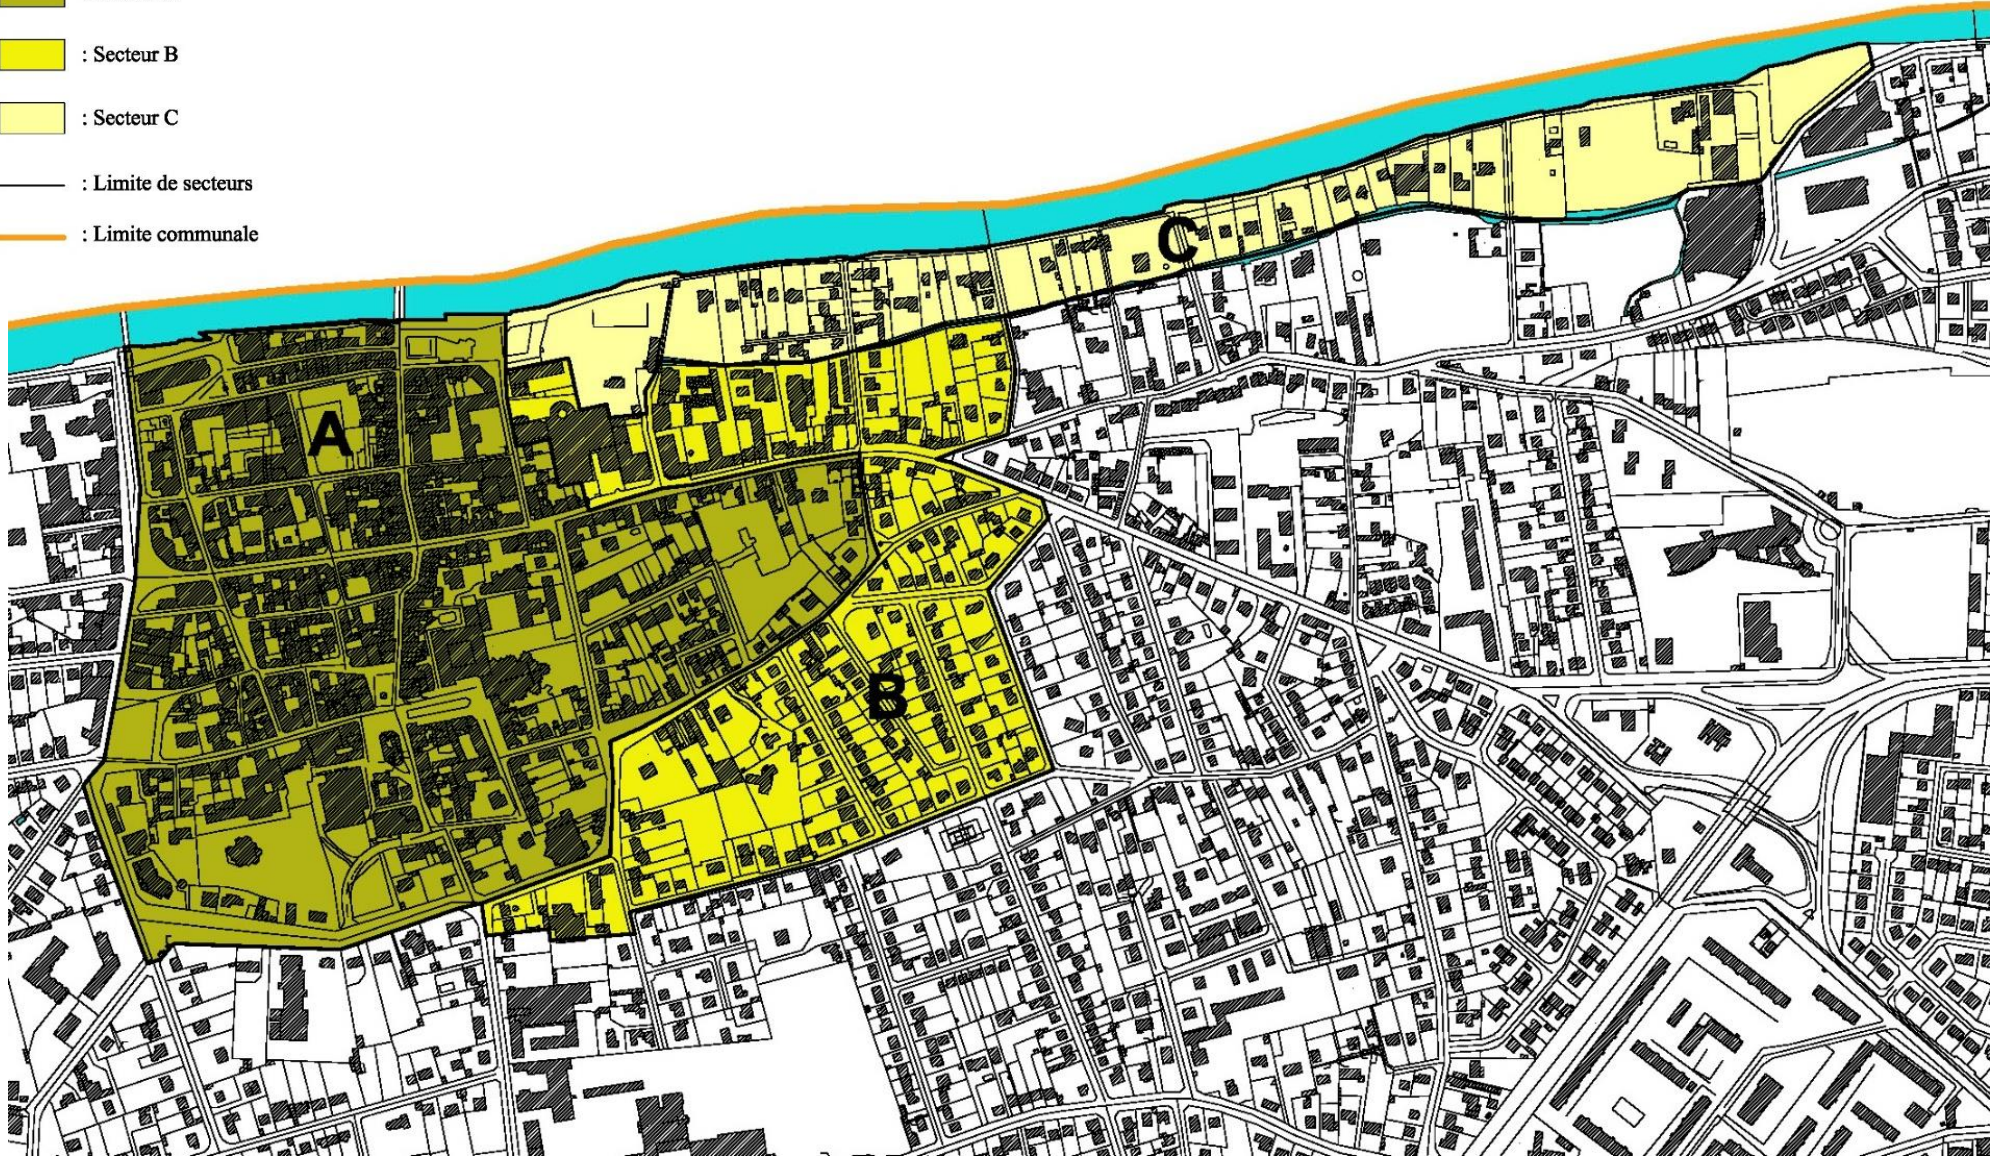 : Secteur B
: Secteur C
: Limite de secteurs
: Limite communale
C
A
B